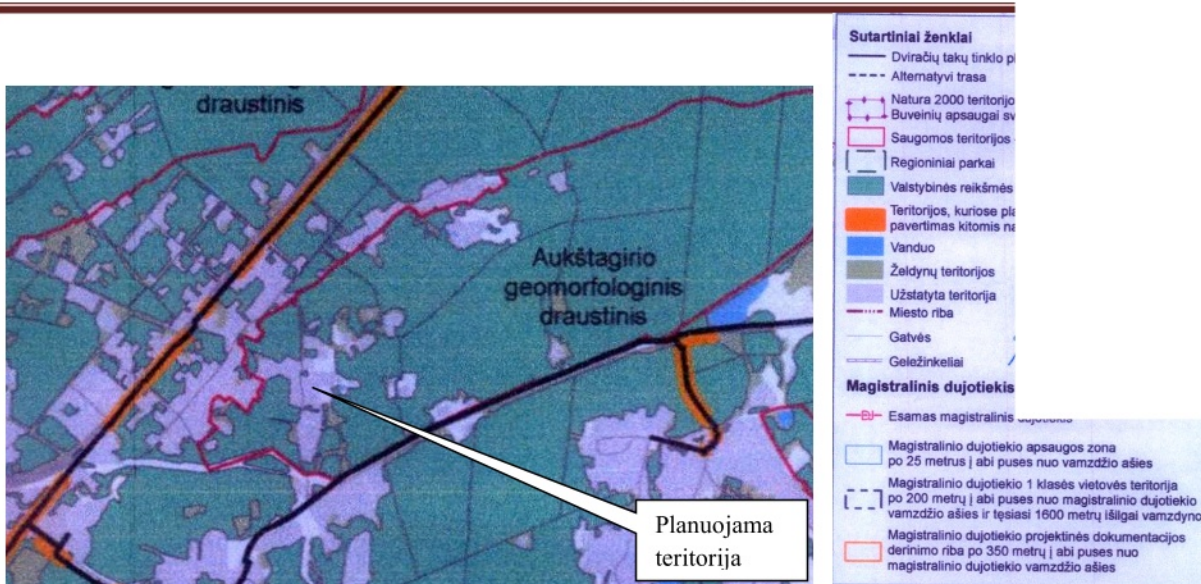 draustinis
Aukštagirio
geomorfologinis
draustinis
Planuojama
teritorija
Sutartiniai ženklai
Dviračių takų tinklo
Alternatyvi trasa
Natura 2000
Buveinių apsaugai
Saugomos teritorijos
Regioniniai parkai
Valstybinės reikšmės
Teritorijos, kuriose
pavertimas kitomis
Vanduo
Želdynų teritorijos
Užstatyta teritorija
Miesto riba
Gatvės
Geležinkeliai
Magistralinis dujotiekis
Esamas magistralinis
Magistralinio dujotiekio apsaugos zona
po 25 metrus į abi puses nuo vamzdžio ašies
Magistralinio dujotiekio 1 klasės vietovės teritorija
po 200 metrų į abi puses nuo magistralinio dujotiekio
vamzdžio ašies ir tęsiasi 1600 metrų išilgai vamzdyno
Magistralinio dujotiekio projektinės dokumentacijos
derinimo riba po 350 metrų į abi puses nuo
magistralinio dujotiekio vamzdžio ašies